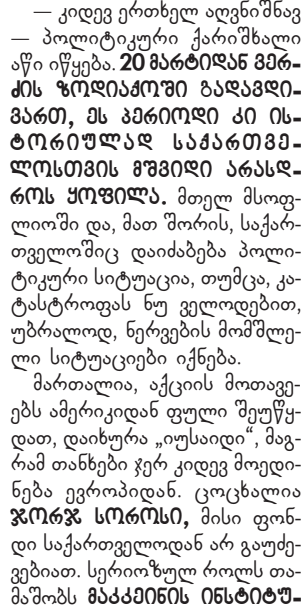 — კიდევ ერთხელ აღვნიშნავ
— პოლიტიკური ქარიშხალი
აწი იწყება. 20 მარტიდან ვერ-
ძის ზოდიაქოში გადავდი-
ვართ, ეს პერიოდი კი ის-
ტორიულად საქართვე-
ლოსთვის მშვიდი არასდ-
როს ყოფილა. მთელ მსოფ-
ლიოში და, მათ შორის, საქარ-
თველოშიც დაიძაბება პოლი-
ტიკური სიტუაცია, თუმცა, კა-
ტასტროფას ნუ ველოდებით,
უბრალოდ, ნერვების მომშლე-
ლი სიტუაციები იქნება.
მართალია, აქციის მოთავე-
ებს ამერიკიდან ფული შეუწყ-
დათ, დაიხურა „იუსაიდი“, მაგ-
რამ თანხები ჯერ კიდევ მოედი-
ნება ევროპიდან. ცოცხალია
ჯორჯ სოროსი, მისი ფონ-
დი საქართველოდან არ გაუძე-
ვებიათ. სერიოზულ როლს თა-
მაშობს მაკკეინის ინსტიტუ-